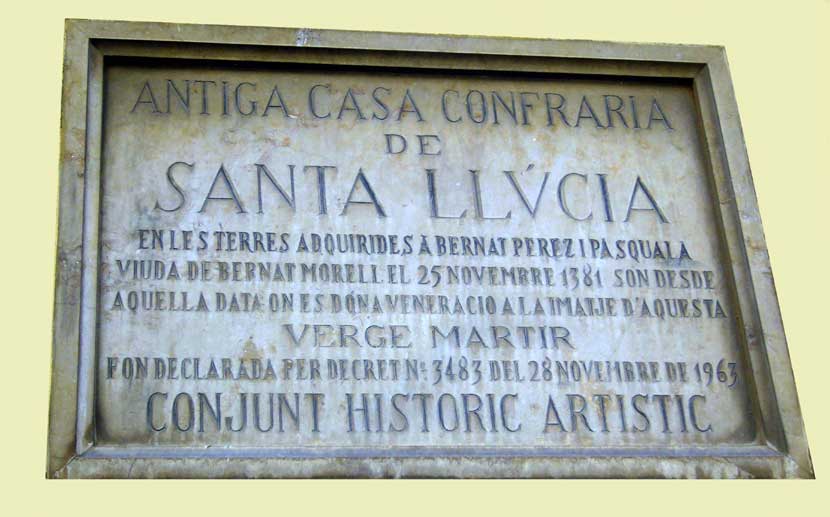 ANTIGA CASA CONFRARIA
DE
SANTA LLÚCIA
EN LES TERRES ADQUIRIDES A BERNAT PEREZ I PASQUALA
VIUDA DE BERNAT MORELL EL 25 NOVEMBRE 1381 SON DESDE
AQUELLA DATA ON ES DONA VENERACIO A LA IMATJE D'AQUESTA
VERGE MARTIR
FON DECLARADA PER DECRET Nº 3483 DEL 28 NOVEMBRE DE 1963
CONJUNT HISTORIC ARTISTIC